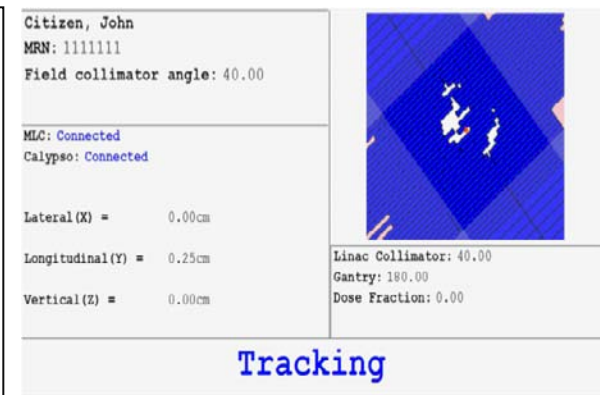 Citizen, John
MRN: 1111111
Field collimator angle: 40.00
MLC: Connected
Calypso: Connected
Lateral(X) = 0.00cm
Longitudinal(Y) = 0.25cm
Vertical(Z) = 0.00cm
Linac Collimator: 40.00
Gantry: 180.00
Dose Fraction: 0.00
Tracking